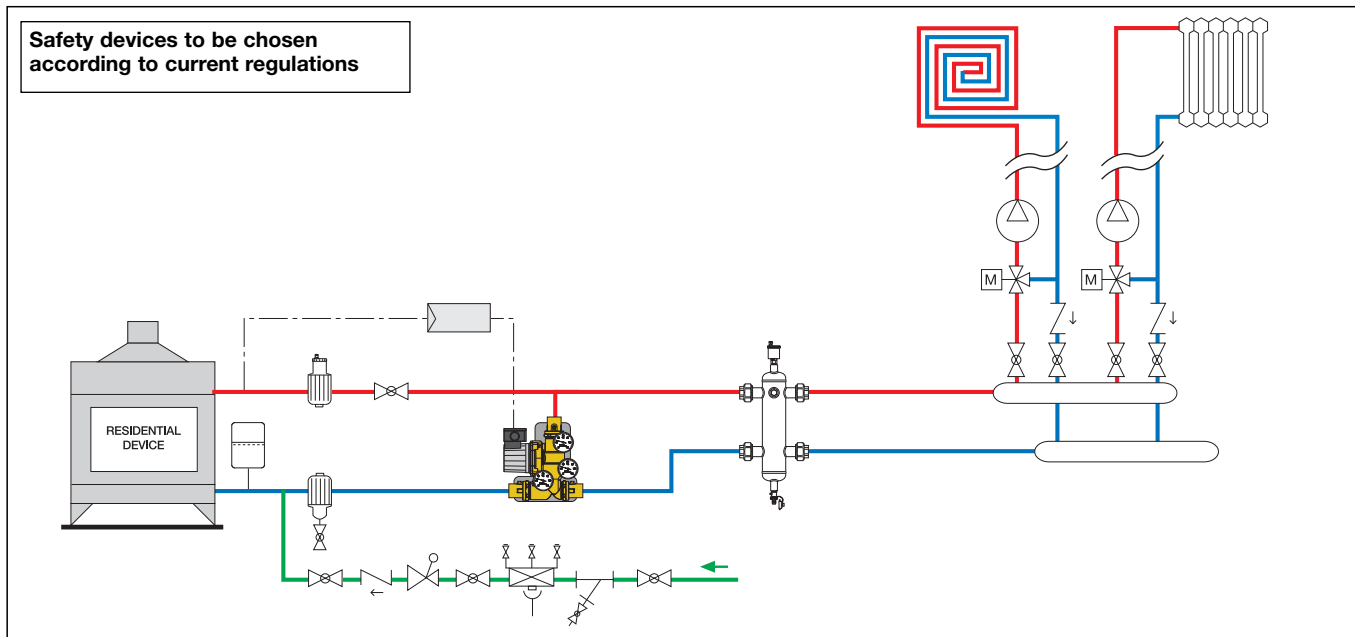 Safety devices to be chosen
according to current regulations
M
M
RESIDENTIAL
DEVICE